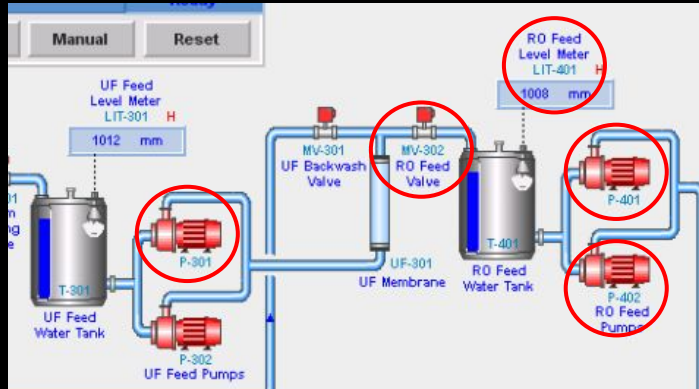 Ready
Manual
Reset
UF Feed
Level Meter
LIT-301 H
1012 mm
RO Feed
Level Meter
LIT-401 H
1008 mm
MV-301
UF Backwash
Valve
MV-302
RO Feed
Valve
P-301
P-302
UF Feed Pumps
T-301
UF Feed
Water Tank
UF-301
UF Membrane
T-401
RO Feed
Water Tank
P-401
P-402
RO Feed
Pumps